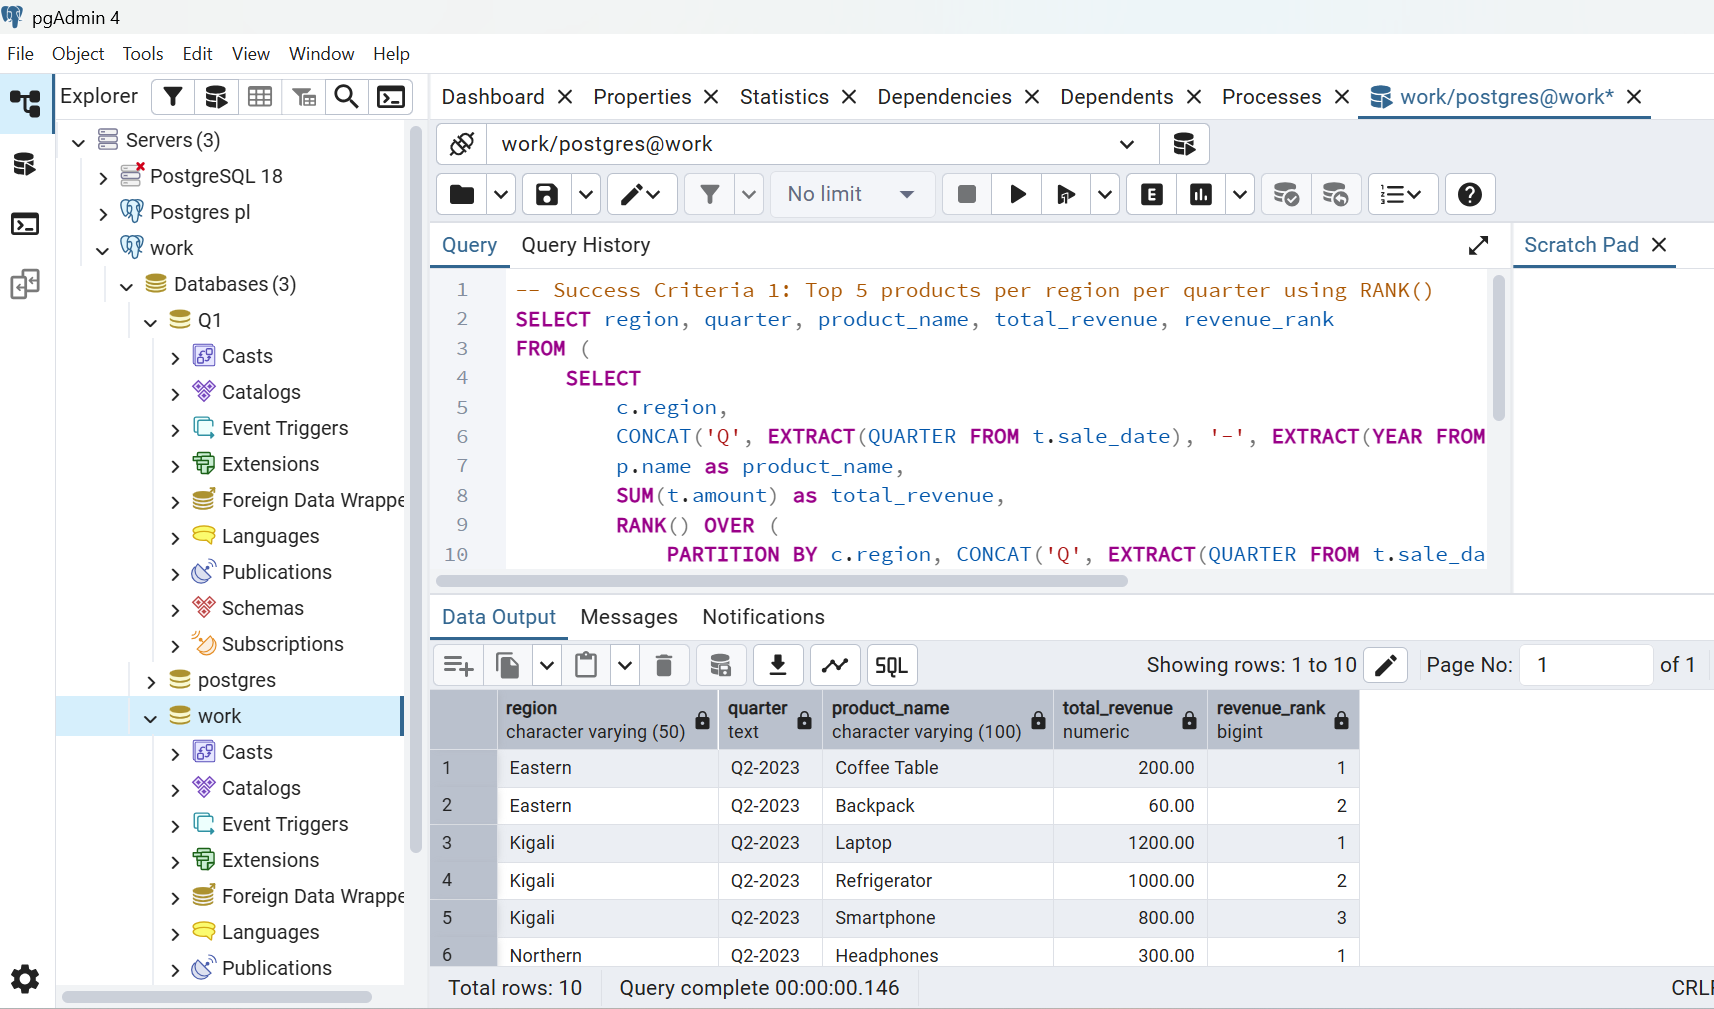 pgAdmin 4
File Object Tools Edit View Window Help
Explorer
Dashboard Properties Statistics Dependencies Dependents Processes work/postgres@work*
Servers (3)
PostgreSQL 18
Postgres pl
work
Databases (3)
Q1
Casts
Catalogs
Event Triggers
Extensions
Foreign Data Wrappe
Languages
Publications
Schemas
Subscriptions
postgres
work
Casts
Catalogs
Event Triggers
Extensions
Foreign Data Wrappe
Languages
Publications
work/postgres@work
No limit E
Query Query History
Scratch Pad
1 -- Success Criteria 1: Top 5 products per region per quarter using RANK()
2 SELECT region, quarter, product_name, total_revenue, revenue_rank
3 FROM (
4 SELECT
5 c.region,
6 CONCAT('Q', EXTRACT(QUARTER FROM t.sale_date), '-', EXTRACT(YEAR FROM
7 p.name as product_name,
8 SUM(t.amount) as total_revenue,
9 RANK() OVER (
10 PARTITION BY c.region, CONCAT('Q', EXTRACT(QUARTER FROM t.sale_da
Data Output Messages Notifications
SQL Showing rows: 1 to 10 Page No: 1 of 1
region quarter product_name total_revenue revenue_rank
character varying (50) text character varying (100) numeric bigint
1 Eastern Q2-2023 Coffee Table 200.00 1
2 Eastern Q2-2023 Backpack 60.00 2
3 Kigali Q2-2023 Laptop 1200.00 1
4 Kigali Q2-2023 Refrigerator 1000.00 2
5 Kigali Q2-2023 Smartphone 800.00 3
6 Northern Q2-2023 Headphones 300.00 1
Total rows: 10 Query complete 00:00:00.146 CRLF